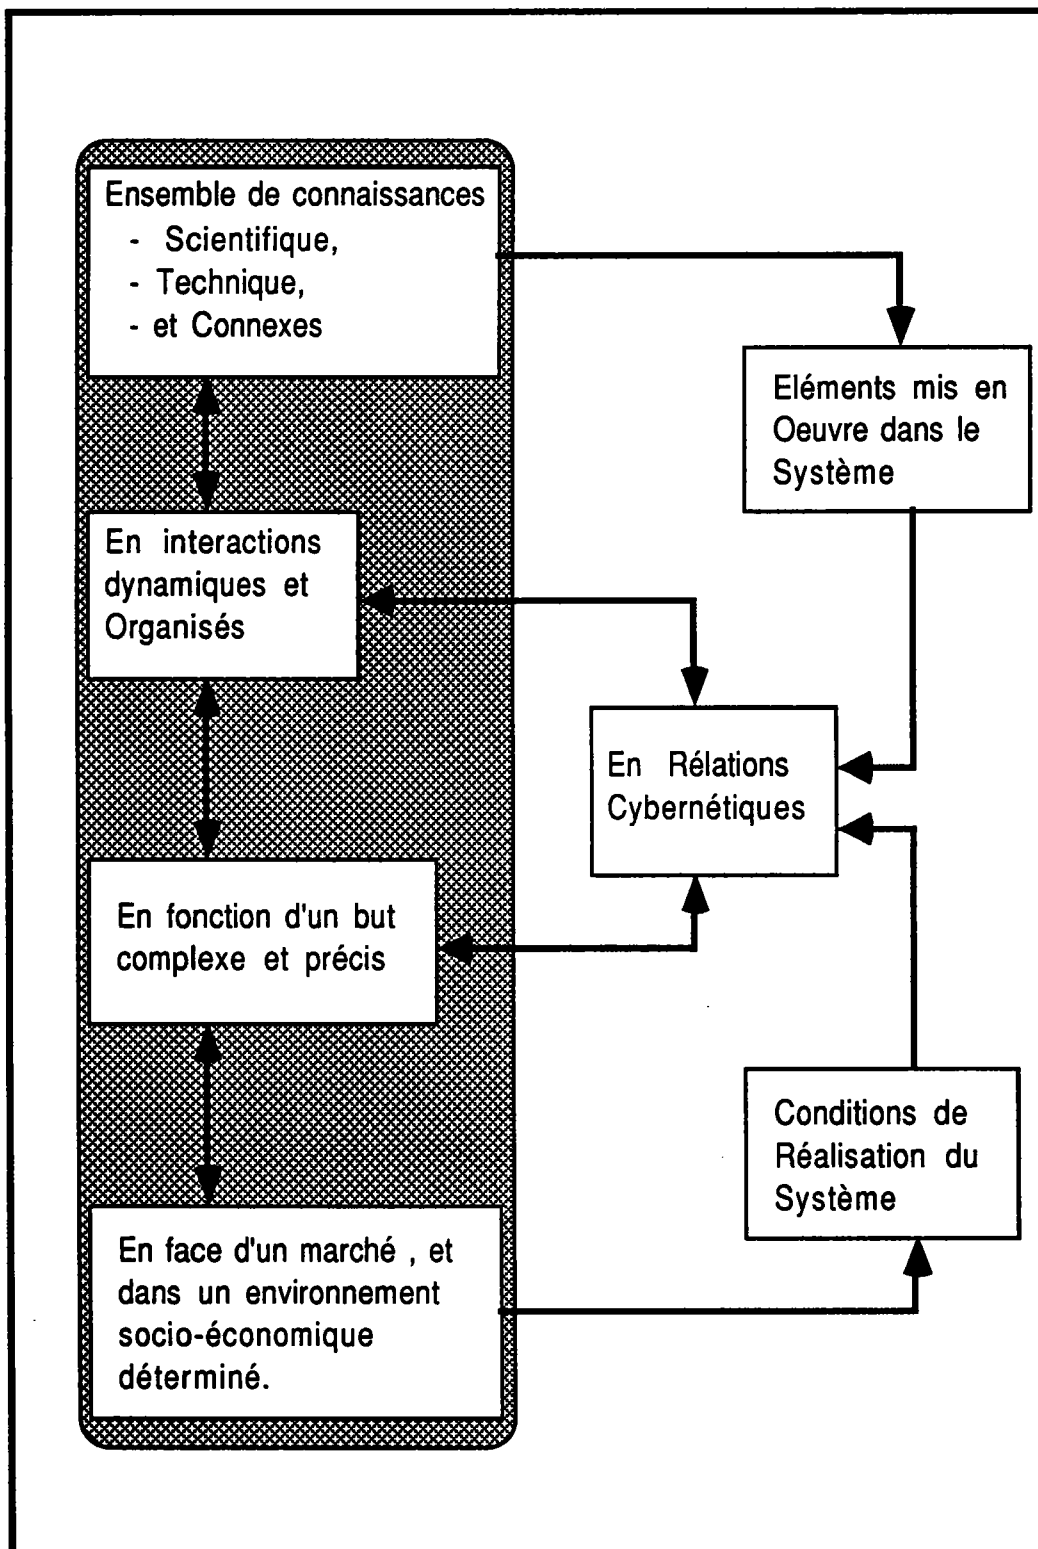 Ensemble de connaissances
- Scientifique,
- Technique,
- et Connexes
Eléments mis en
Oeuvre dans le
Système
En interactions
dynamiques et
Organisés
En Rélations
Cybernétiques
En fonction d'un but
complexe et précis
Conditions de
Réalisation du
Système
En face d'un marché , et
dans un environnement
socio-économique
déterminé.